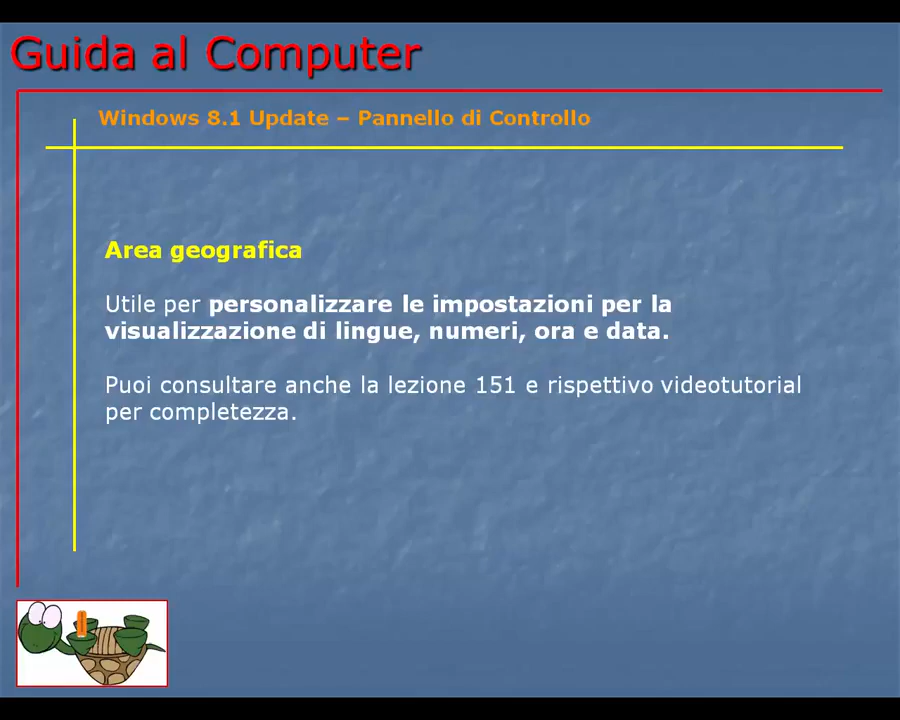 Guida al Computer
Windows 8.1 Update – Pannello di Controllo
Area geografica
Utile per personalizzare le impostazioni per la
visualizzazione di lingue, numeri, ora e data.
Puoi consultare anche la lezione 151 e rispettivo videotutorial
per completezza.